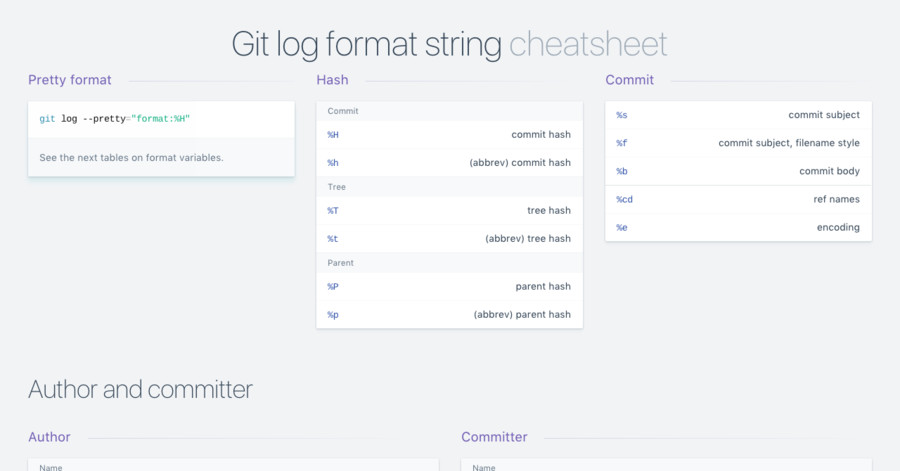 Git log format string cheatsheet
Pretty format
git log --pretty="format:%H"
See the next tables on format variables.
Hash
Commit
%H commit hash
%h (abbrev) commit hash
Tree
%T tree hash
%t (abbrev) tree hash
Parent
%P parent hash
%p (abbrev) parent hash
Commit
%s commit subject
%f commit subject, filename style
%b commit body
%cd ref names
%e encoding
Author and committer
Author
Name
Committer
Name